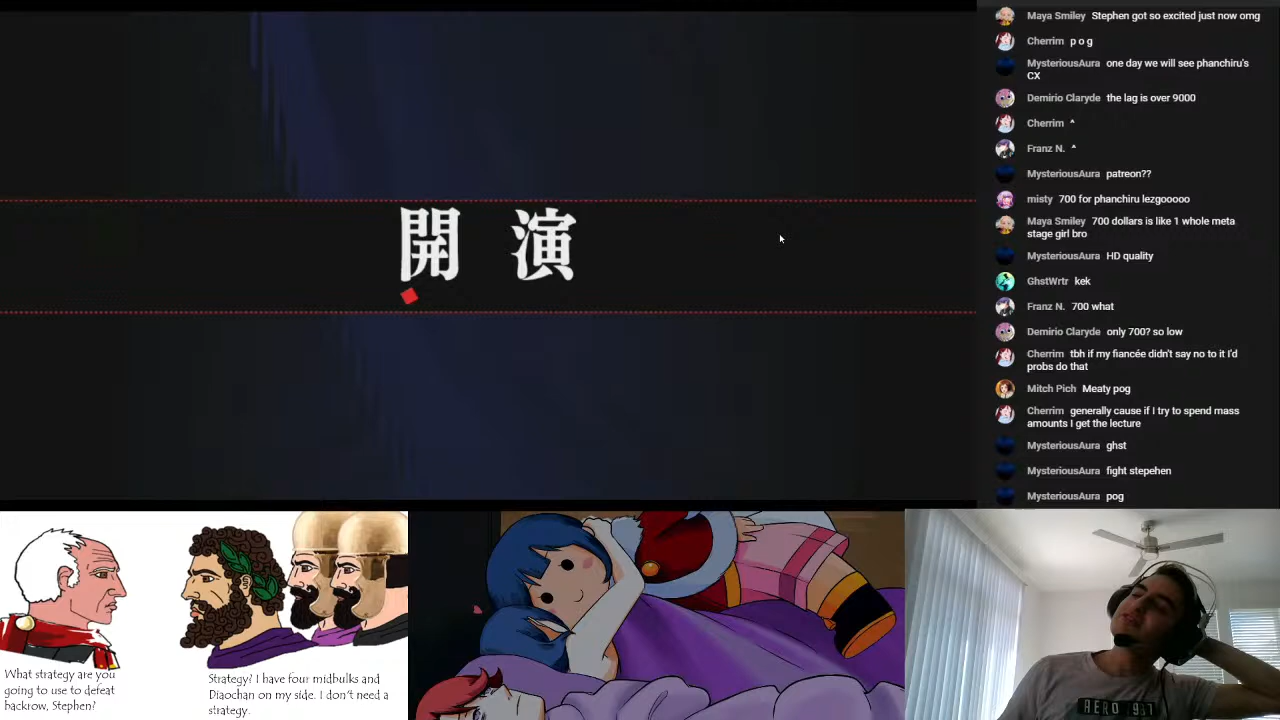 開 演
Maya Smiley Stephen got so excited just now omg
Cherrim p o g
MysteriousAura one day we will see phanchiru's
CX
Demirio Claryde the lag is over 9000
Cherrim ^
Franz N. ^
MysteriousAura patreon??
misty 700 for phanchiru lezgooooo
Maya Smiley 700 dollars is like 1 whole meta
stage girl bro
MysteriousAura HD quality
GhstWrtr kek
Franz N. 700 what
Demirio Claryde only 700? so low
Cherrim tbh if my fiancée didn't say no to it I'd
probs do that
Mitch Pich Meaty pog
Cherrim generally cause if I try to spend mass
amounts I get the lecture
MysteriousAura ghst
MysteriousAura fight stepehen
MysteriousAura pog
What strategy are you
going to use to defeat
backrow, Stephen?
Strategy? I have four midbulks and
Diaochan on my side. I don't need a
strategy.
AERO 1937